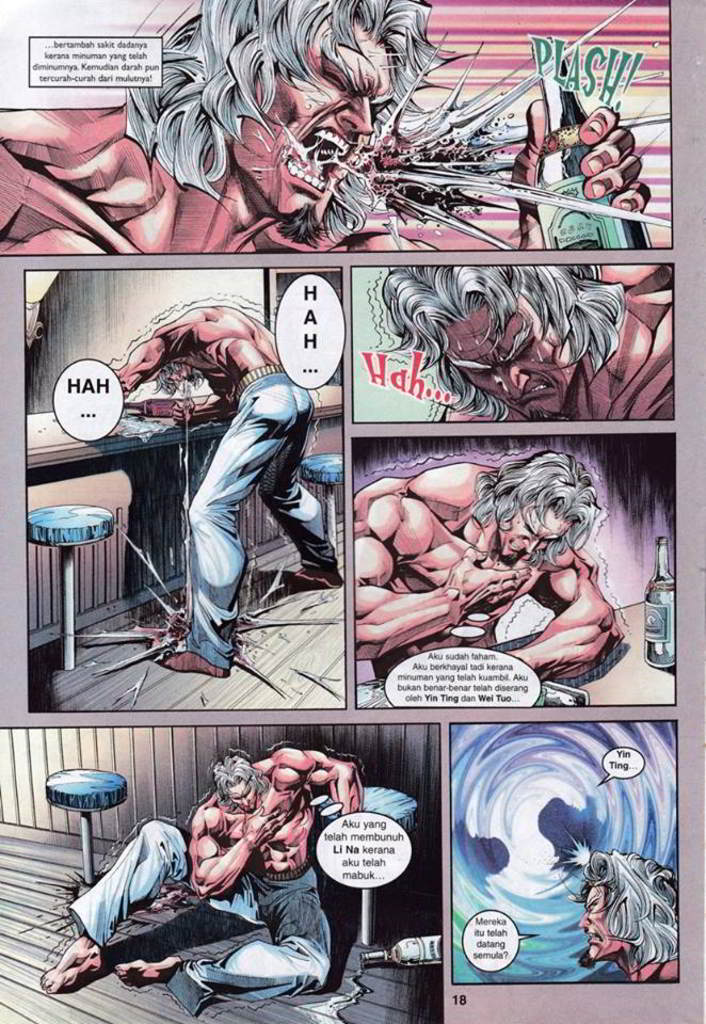 ...bertambah sakit dadanya
kerana minuman yang telah
diminumnya. Kemudian darah pun
tercurah-curah dari mulutnya!
PLASH!
HAH
...
H
A
H
...
Hah...
Aku sudah faham.
Aku berkhayal tadi kerana
minuman yang telah kuambil. Aku
bukan benar-benar telah diserang
oleh Yin Ting dan Wei Tuo...
Aku yang
telah membunuh
Li Na kerana
aku telah
mabuk...
Yin
Ting...
Mereka
itu telah
datang
semula?
18